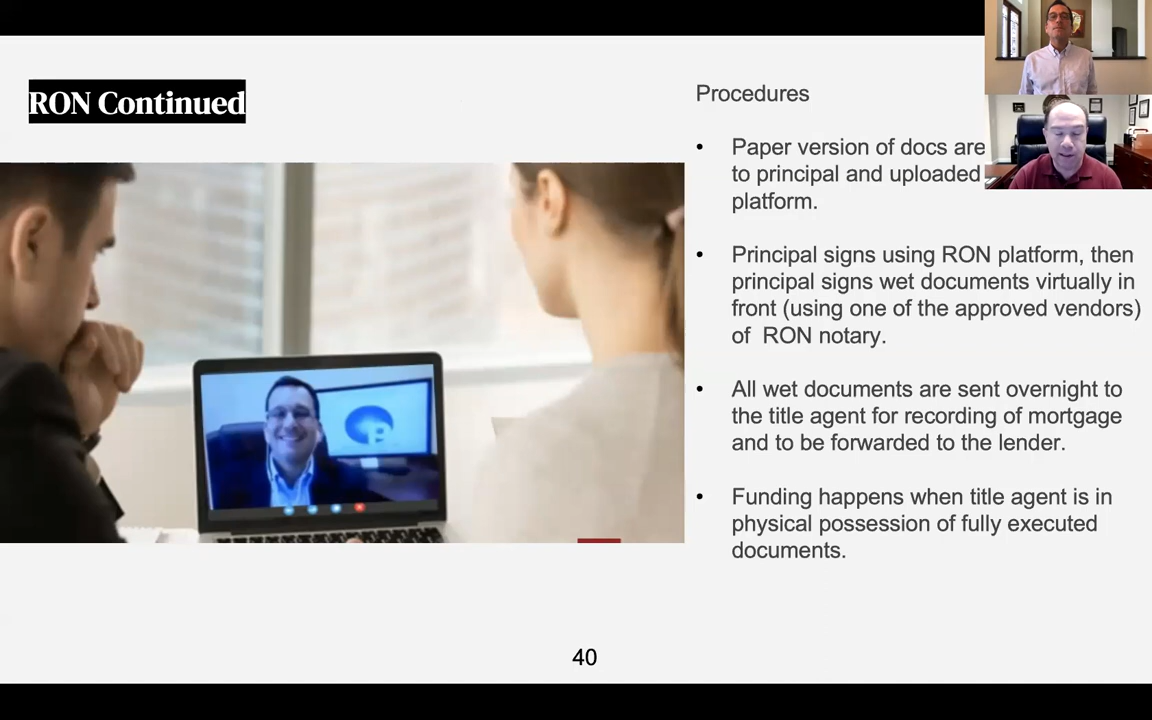 RON Continued
Procedures
• Paper version of docs are
to principal and uploaded
platform.
• Principal signs using RON platform, then
principal signs wet documents virtually in
front (using one of the approved vendors)
of RON notary.
• All wet documents are sent overnight to
the title agent for recording of mortgage
and to be forwarded to the lender.
• Funding happens when title agent is in
physical possession of fully executed
documents.
40